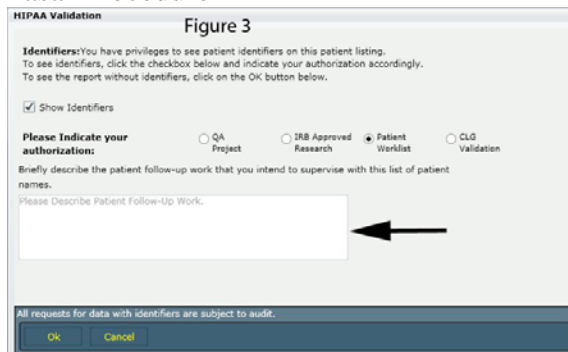 HIPAA Validation
Figure 3
Identifiers:You have privileges to see patient identifiers on this patient listing.
To see identifiers, click the checkbox below and indicate your authorization accordingly.
To see the report without identifiers, click on the OK button below.
Show Identifiers
Please Indicate your authorization:
QA Project
IRB Approved Research
Patient Worklist
CLG Validation
Briefly describe the patient follow-up work that you intend to supervise with this list of patient
names.
Please Describe Patient Follow-Up Work.
All requests for data with identifiers are subject to audit.
Ok
Cancel